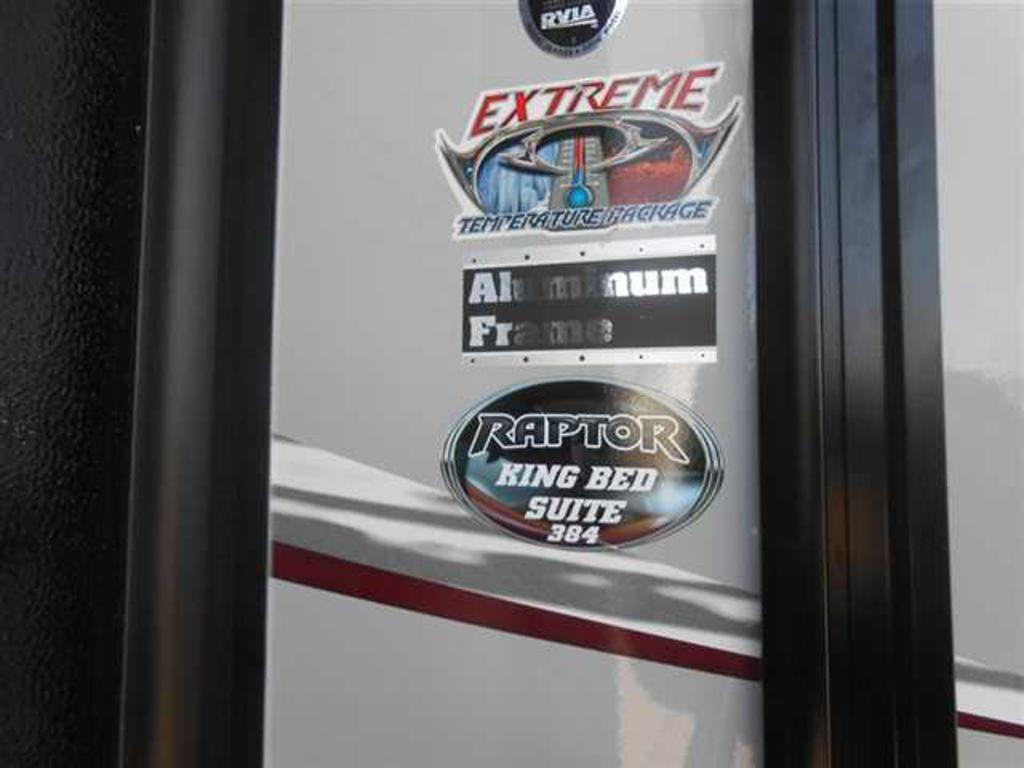 RVIA
EXTREME
TEMPERATURE PACKAGE
Aluminum
Frame
RAPTOR
KING BED
SUITE
384